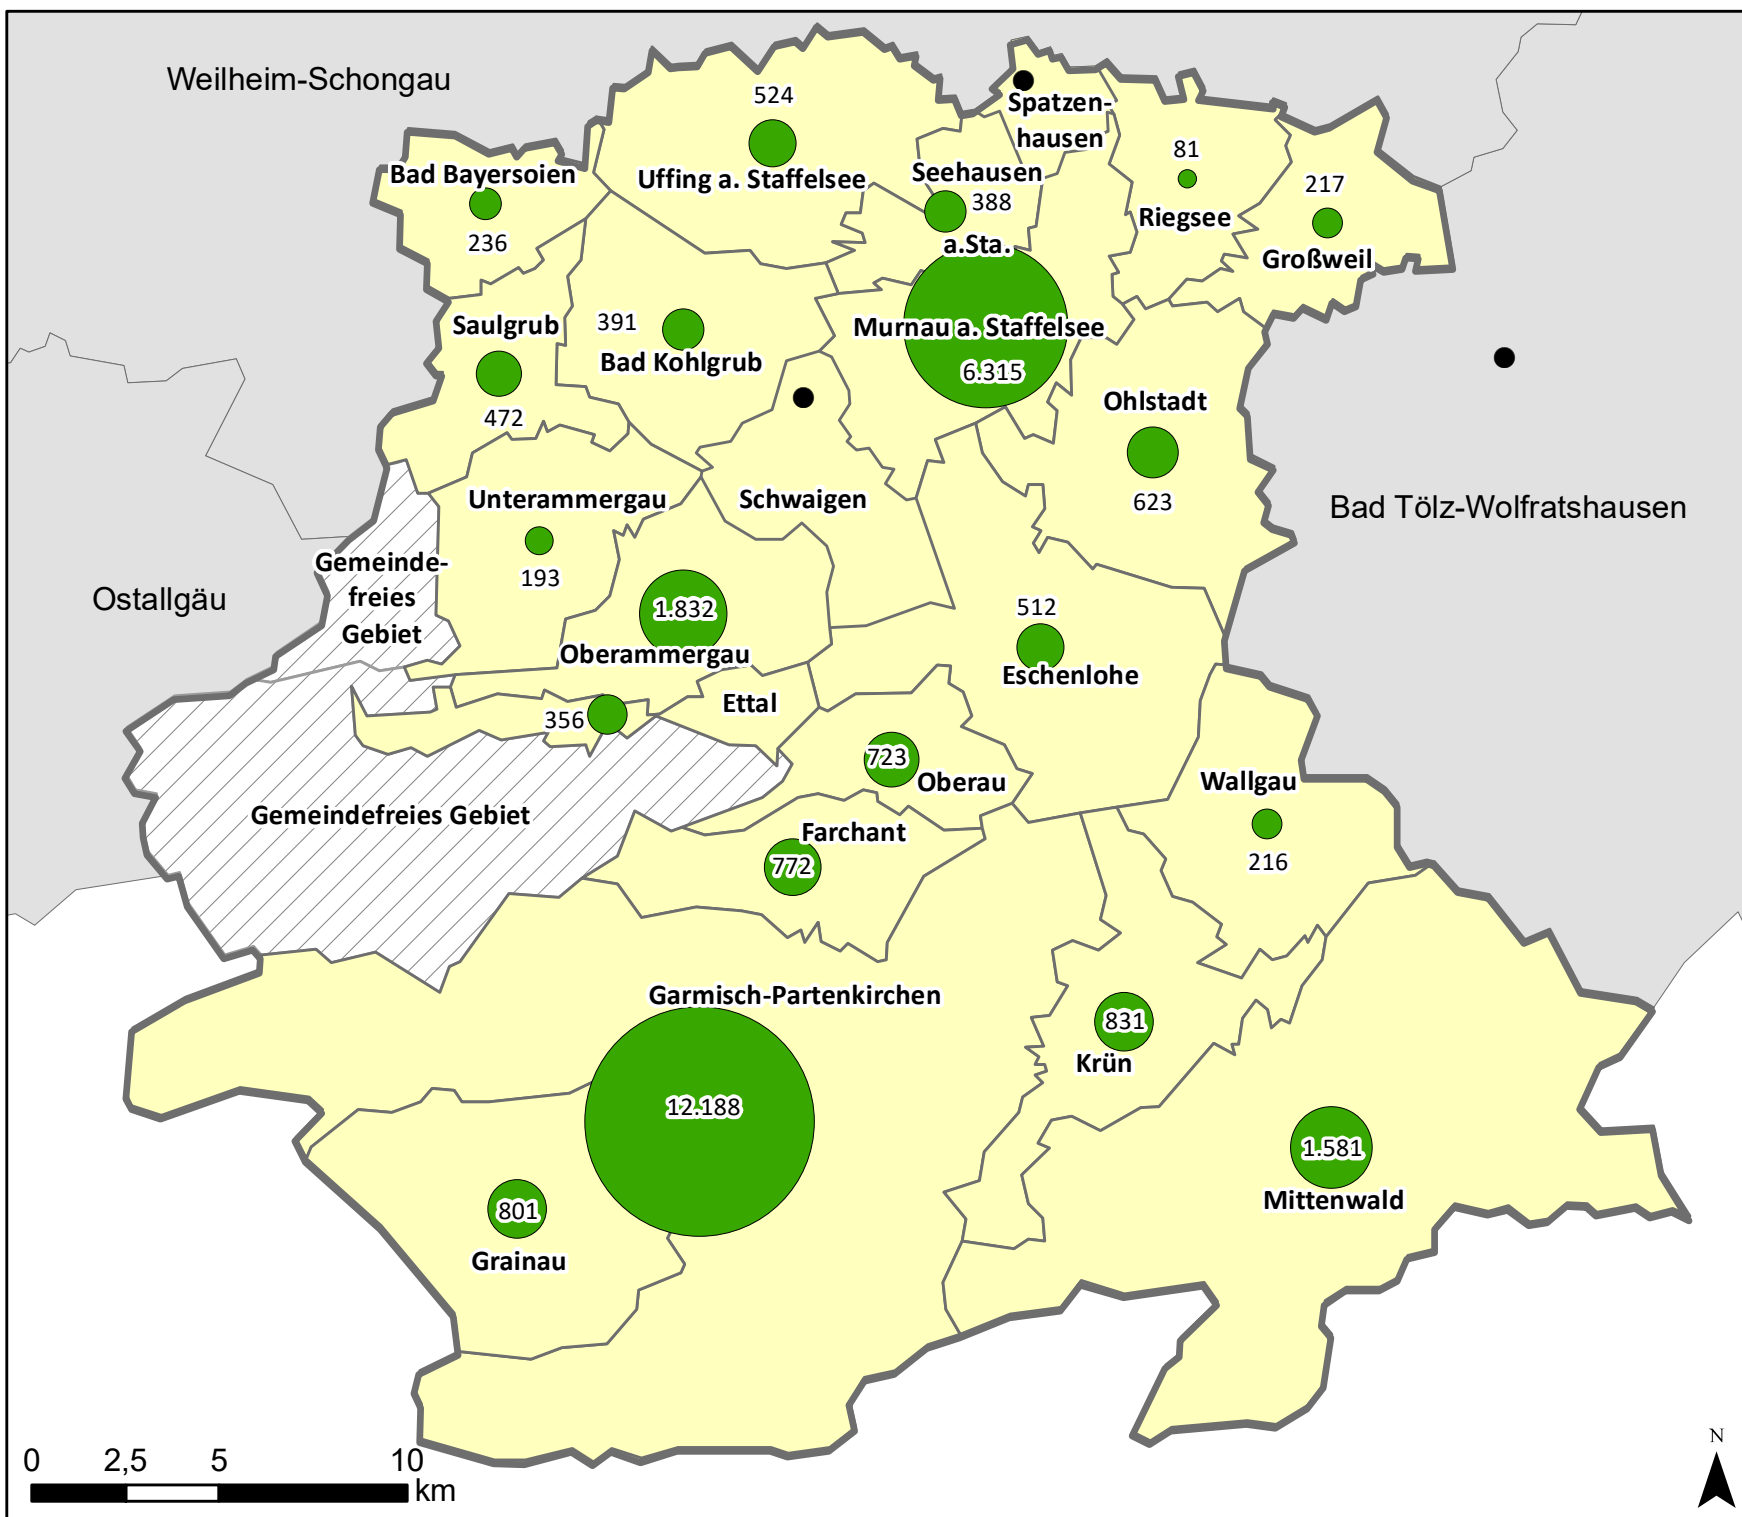 Weilheim-Schongau
524
Spatzen-
hausen
Uffing a. Staffelsee
Seehausen
388
a.Sta.
81
Riegsee
217
Großweil
Bad Bayersoien
236
Saulgrub
472
391
Bad Kohlgrub
Murnau a. Staffelsee
6.315
Ohlstadt
623
Unterammergau
193
Schwaigen
Bad Tölz-Wolfratshausen
Gemeinde-
freies
Gebiet
Ostallgäu
1.832
Oberammergau
512
Eschenlohe
Ettal
356
723
Oberau
Wallgau
216
Gemeindefreies Gebiet
Farchant
772
Garmisch-Partenkirchen
12.188
831
Krün
1.581
Mittenwald
801
Grainau
0 2,5 5 10
km
N